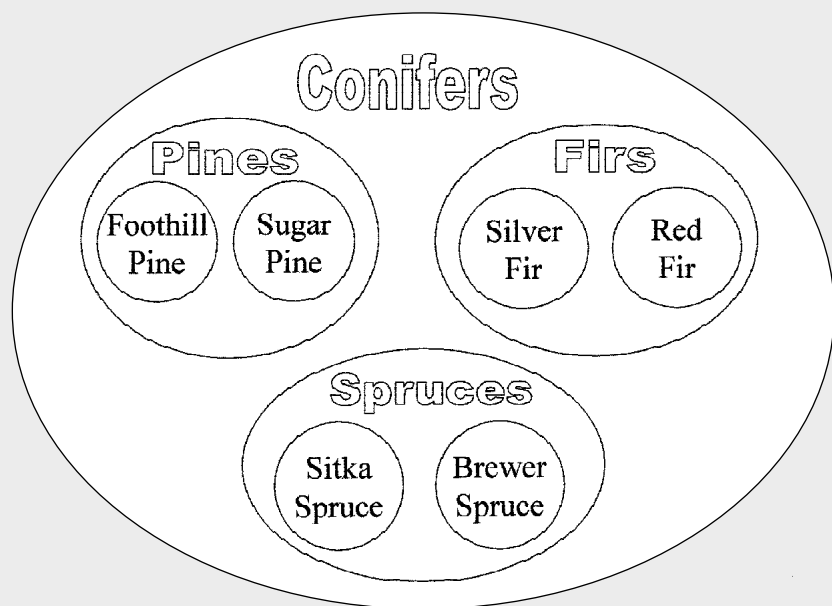 Conifers
Pines
Foothill
Pine
Sugar
Pine
Firs
Silver
Fir
Red
Fir
Spruces
Sitka
Spruce
Brewer
Spruce